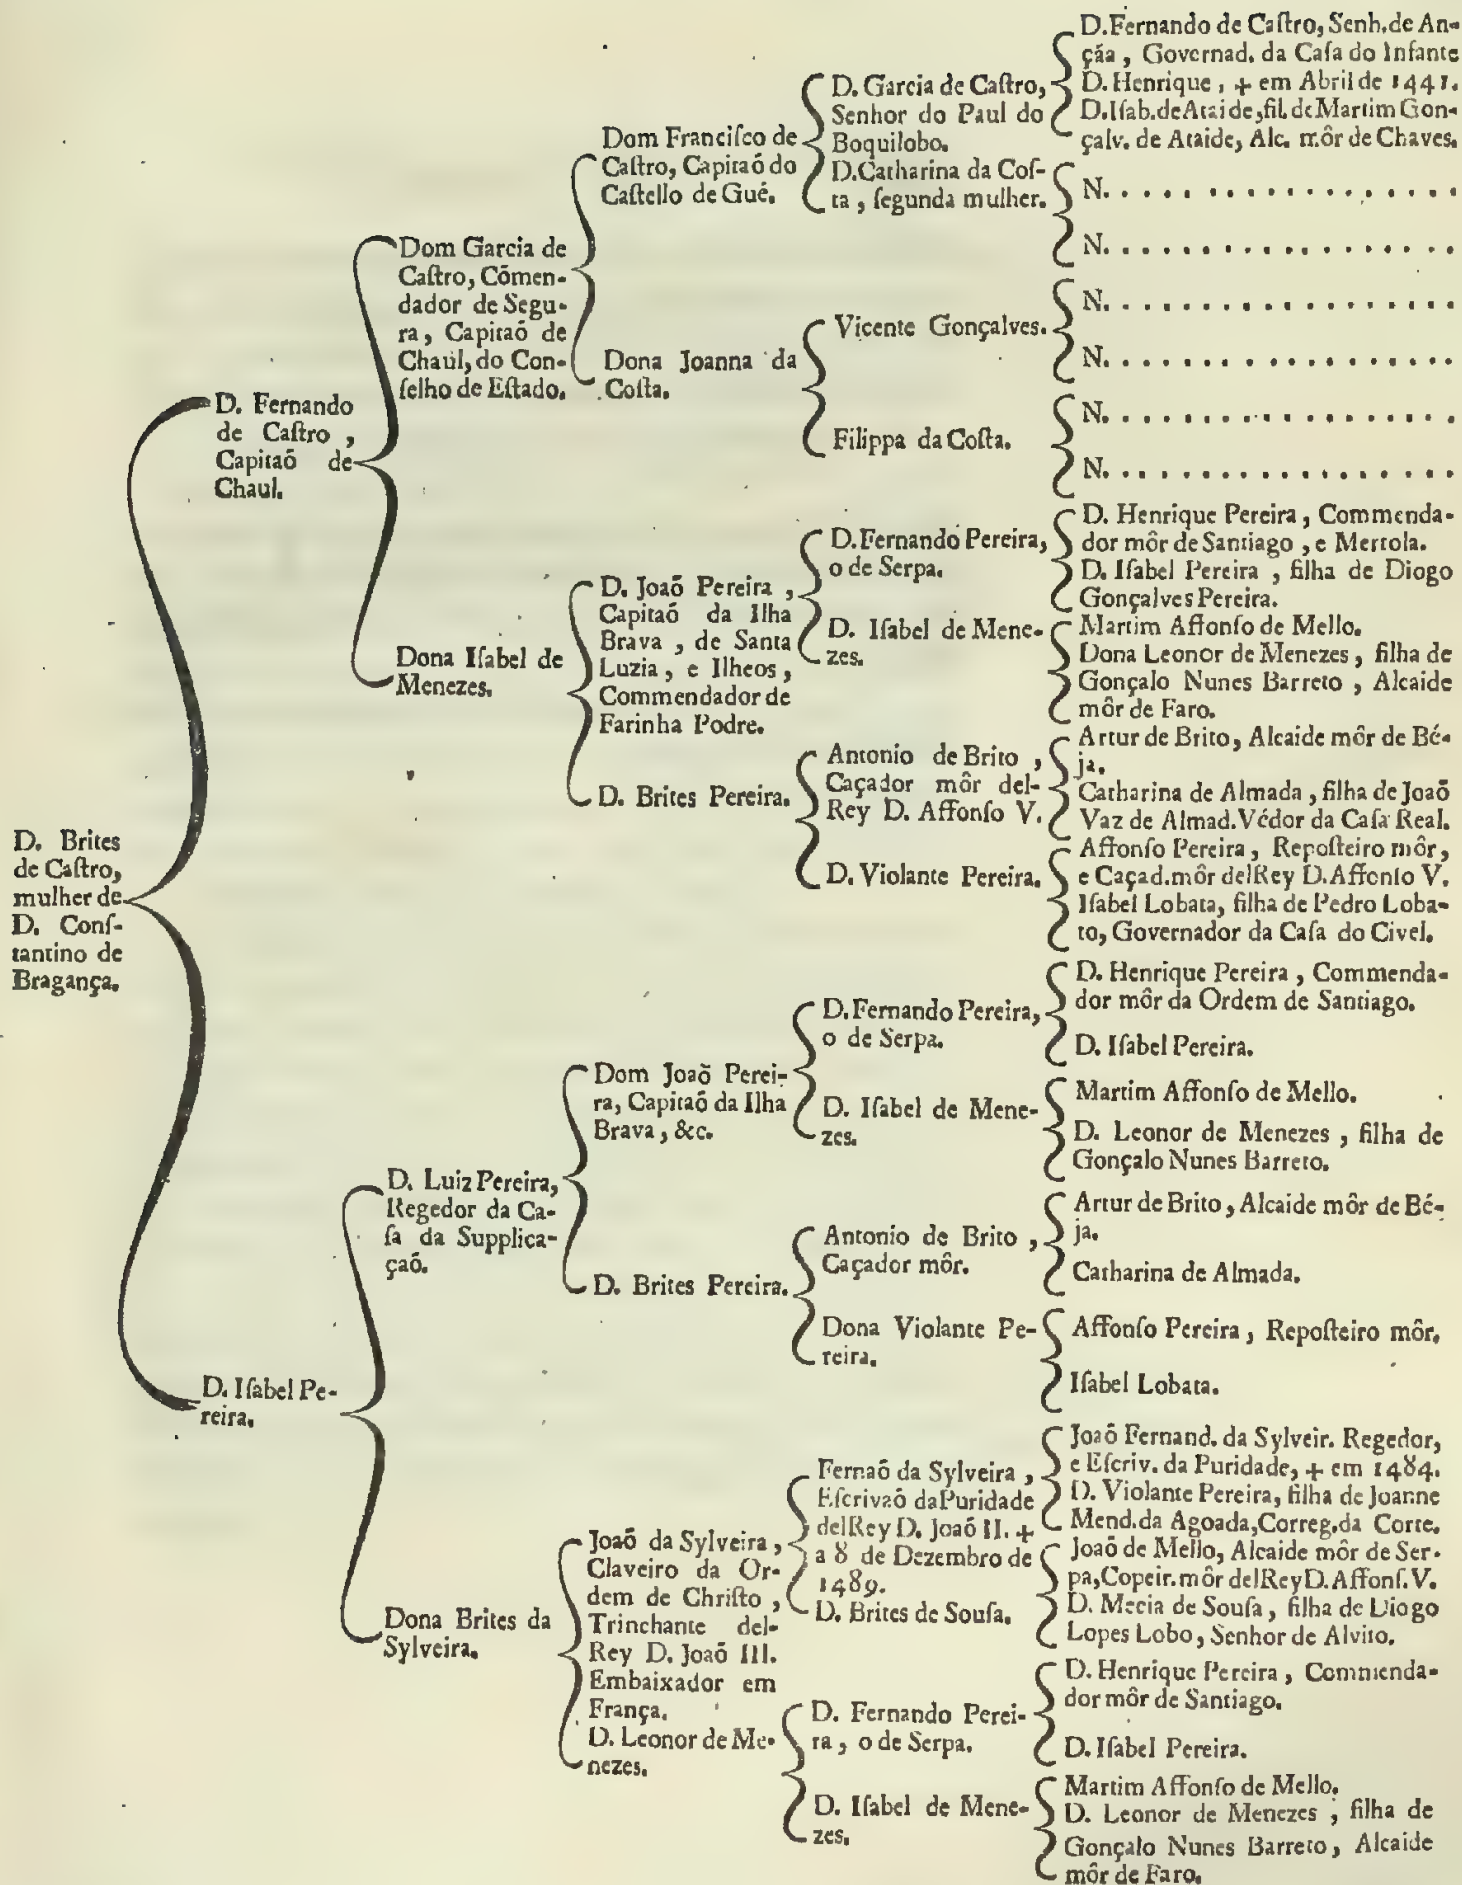 D. Brites
de Caſtro,
mulher de
D. Conſ-
tantino de
Bragança.
D. Fernando
de Caſtro ,
Capitaõ de
Chaul.
Dom Garcia de
Caſtro, Cõmen-
dador de Segu-
ra, Capitaõ de
Chaul, do Con-
ſelho de Eſtado.
Dom Franciſco de
Caſtro, Capitaõ do
Caſtello de Gué.
D. Garcia de Caſtro,
Senhor do Paul do
Boquilobo.
D. Fernando de Caſtro, Senh. de An-
çáa , Governad. da Caſa do Infante
D. Henrique , + em Abril de 1441.
D. Iſab. de Ataide, fil. de Martim Gon-
çalv. de Ataide, Alc. môr de Chaves.
D. Catharina da Coſ-
ta , ſegunda mulher.
N. . . . . . . . . . . . . . . . . .
N. . . . . . . . . . . . . . . . . .
Dona Joanna da
Coſta.
Vicente Gonçalves.
N. . . . . . . . . . . . . . . . . .
N. . . . . . . . . . . . . . . . . .
Filippa da Coſta.
N. . . . . . . . . . . . . . . . . .
N. . . . . . . . . . . . . . . . . .
Dona Iſabel de
Menezes.
D. Joaõ Pereira ,
Capitaõ da Ilha
Brava , de Santa
Luzia , e Ilheos ,
Commendador de
Farinha Podre.
D. Fernando Pereira,
o de Serpa.
D. Henrique Pereira , Commenda-
dor môr de Santiago , e Mertola.
D. Iſabel Pereira , filha de Diogo
Gonçalves Pereira.
D. Iſabel de Mene-
zes.
Martim Affonſo de Mello.
Dona Leonor de Menezes , filha de
Gonçalo Nunes Barreto , Alcaide
môr de Faro.
D. Brites Pereira.
Antonio de Brito ,
Caçador môr del-
Rey D. Affonſo V.
Artur de Brito, Alcaide môr de Bé-
ja.
Catharina de Almada , filha de Joaõ
Vaz de Almad. Védor da Caſa Real.
D. Violante Pereira.
Affonſo Pereira , Repoſteiro môr,
e Caçad. môr delRey D. Affonſo V.
Iſabel Lobata, filha de Pedro Loba-
to, Governador da Caſa do Civel.
D. Iſabel Pe-
reira.
D. Luiz Pereira,
Regedor da Ca-
ſa da Supplica-
çaõ.
Dom Joaõ Perei-
ra, Capitaõ da Ilha
Brava , &c.
D. Fernando Pereira,
o de Serpa.
D. Henrique Pereira , Commenda-
dor môr da Ordem de Santiago.
D. Iſabel Pereira.
D. Iſabel de Mene-
zes.
Martim Affonſo de Mello.
D. Leonor de Menezes , filha de
Gonçalo Nunes Barreto.
D. Brites Pereira.
Antonio de Brito ,
Caçador môr.
Artur de Brito , Alcaide môr de Bé-
ja.
Catharina de Almada.
Dona Violante Pe-
reira.
Affonſo Pereira , Repoſteiro môr.
Iſabel Lobata.
Dona Brites da
Sylveira.
Joaõ da Sylveira ,
Claveiro da Or-
dem de Chriſto ,
Trinchante del-
Rey D. Joaõ III.
Embaixador em
França.
Fernaõ da Sylveira ,
Eſcrivaõ da Puridade
delRey D. Joaõ II. +
a 8 de Dezembro de
1489.
Joaõ Fernand. da Sylveir. Regedor,
e Eſcriv. da Puridade, + em 1484.
D. Violante Pereira, filha de Joanne
Mend. da Agoada, Correg. da Corte.
D. Brites de Souſa.
Joaõ de Mello, Alcaide môr de Ser-
pa, Copeir. môr delRey D. Affonſ. V.
D. Mecia de Souſa , filha de Diogo
Lopes Lobo, Senhor de Alvito.
D. Leonor de Me-
nezes.
D. Fernando Perei-
ra , o de Serpa.
D. Henrique Pereira , Commenda-
dor môr de Santiago.
D. Iſabel Pereira.
D. Iſabel de Mene-
zes.
Martim Affonſo de Mello.
D. Leonor de Menezes , filha de
Gonçalo Nunes Barreto , Alcaide
môr de Faro.